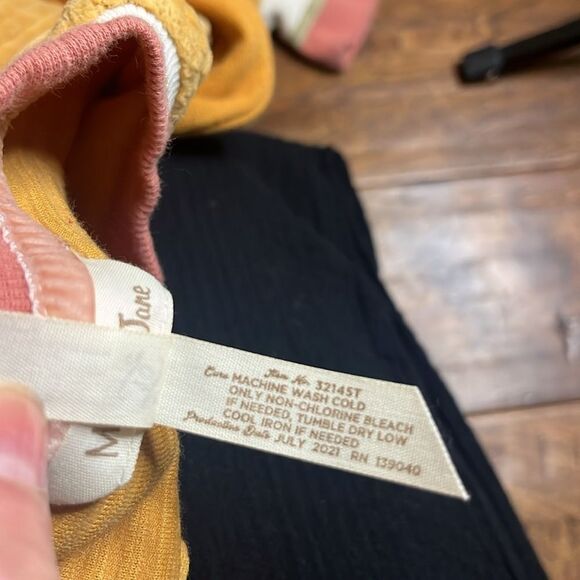 Item No. 32145T
Care MACHINE WASH COLD
ONLY NON-CHLORINE BLEACH
IF NEEDED, TUMBLE DRY LOW
COOL IRON IF NEEDED
Production Date JULY 2021 RN 139040
Jane